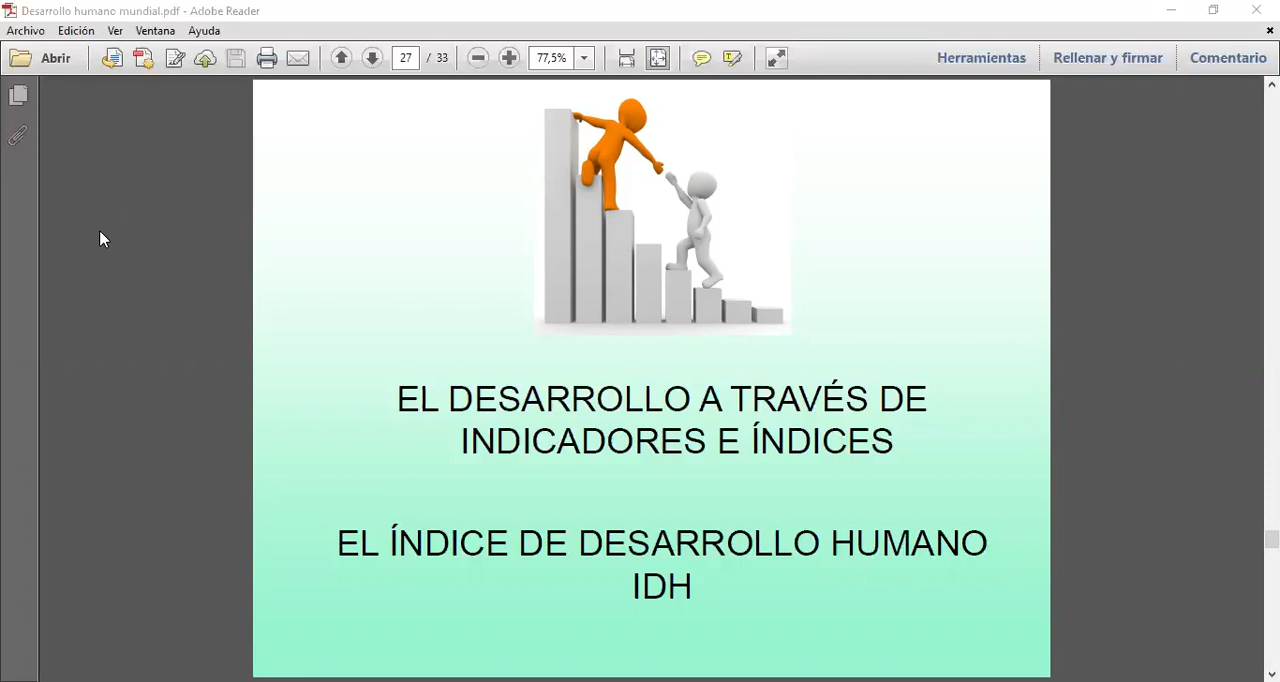 Desarrollo humano mundial.pdf - Adobe Reader
Archivo Edición Ver Ventana Ayuda
Abrir 27 / 33 77,5% Herramientas Rellenar y firmar Comentario
EL DESARROLLO A TRAVÉS DE
INDICADORES E ÍNDICES
EL ÍNDICE DE DESARROLLO HUMANO
IDH